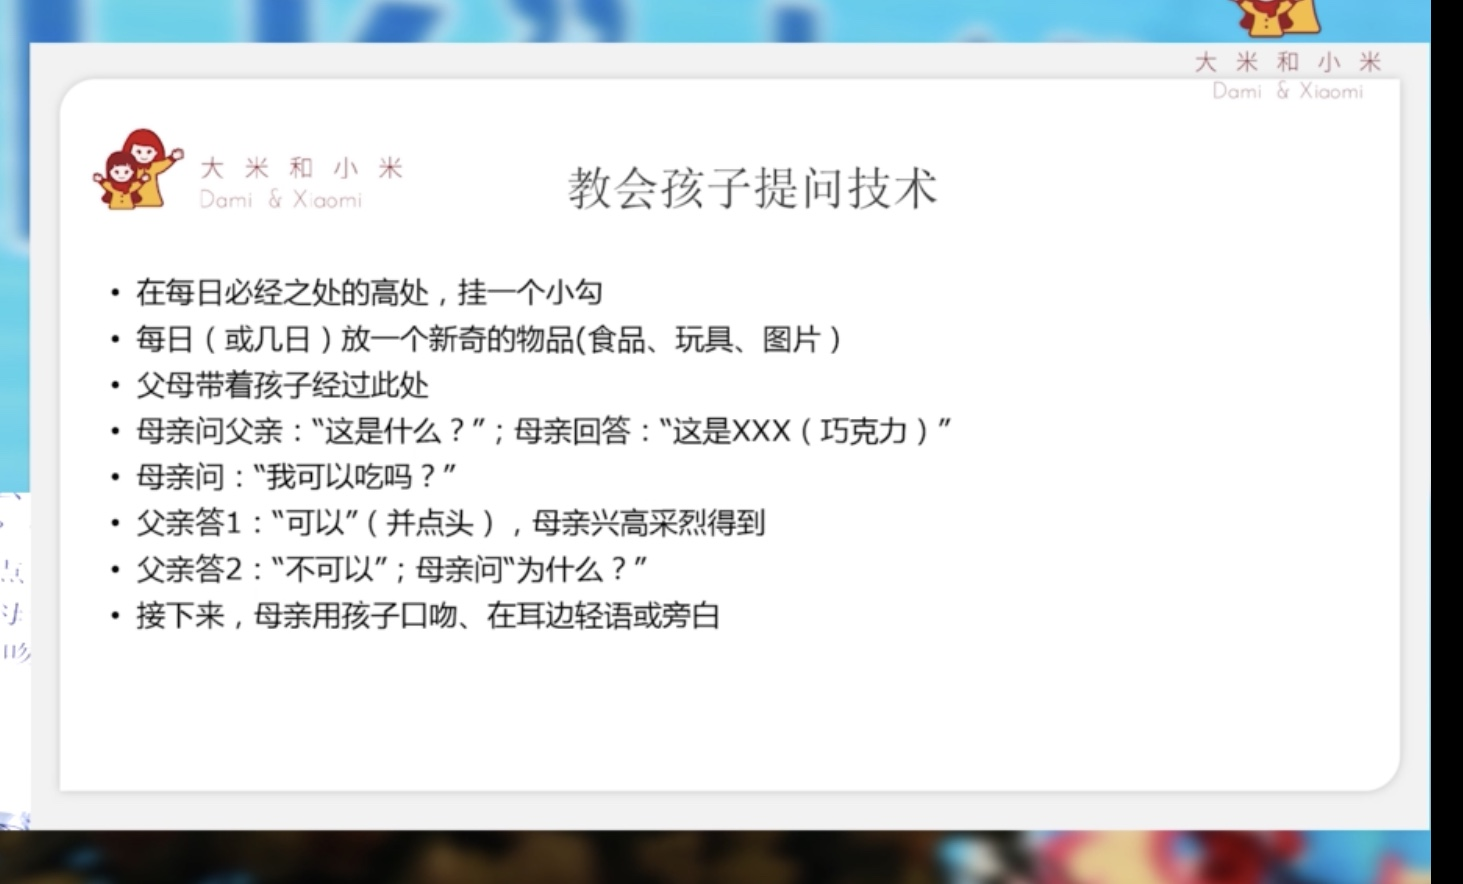 大米和小米
Dami & Xiaomi
大米和小米
Dami & Xiaomi
教会孩子提问技术
• 在每日必经之处的高处，挂一个小勾
• 每日（或几日）放一个新奇的物品(食品、玩具、图片）
• 父母带着孩子经过此处
• 母亲问父亲：“这是什么？”；母亲回答：“这是XXX（巧克力）”
• 母亲问：“我可以吃吗？”
• 父亲答1：“可以”（并点头），母亲兴高采烈得到
• 父亲答2：“不可以”；母亲问“为什么？”
• 接下来，母亲用孩子口吻、在耳边轻语或旁白